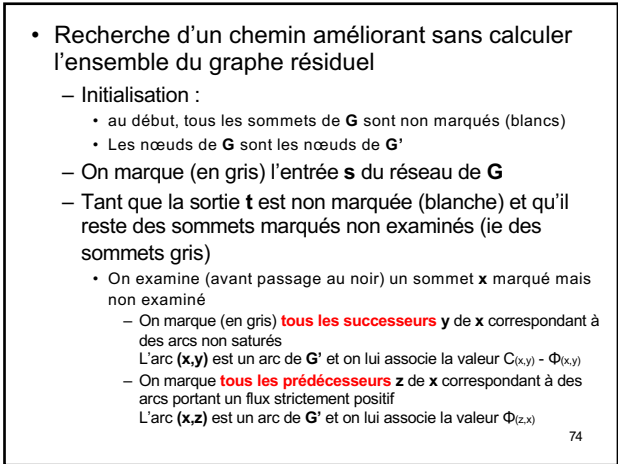 • Recherche d'un chemin améliorant sans calculer
l'ensemble du graphe résiduel
– Initialisation :
• au début, tous les sommets de G sont non marqués (blancs)
• Les nœuds de G sont les nœuds de G'
– On marque (en gris) l'entrée s du réseau de G
– Tant que la sortie t est non marquée (blanche) et qu'il
reste des sommets marqués non examinés (ie des
sommets gris)
• On examine (avant passage au noir) un sommet x marqué mais
non examiné
– On marque (en gris) tous les successeurs y de x correspondant à
des arcs non saturés
L'arc (x,y) est un arc de G' et on lui associe la valeur C(x,y) - Φ(x,y)
– On marque tous les prédécesseurs z de x correspondant à des
arcs portant un flux strictement positif
L'arc (x,z) est un arc de G' et on lui associe la valeur Φ(z,x)
74